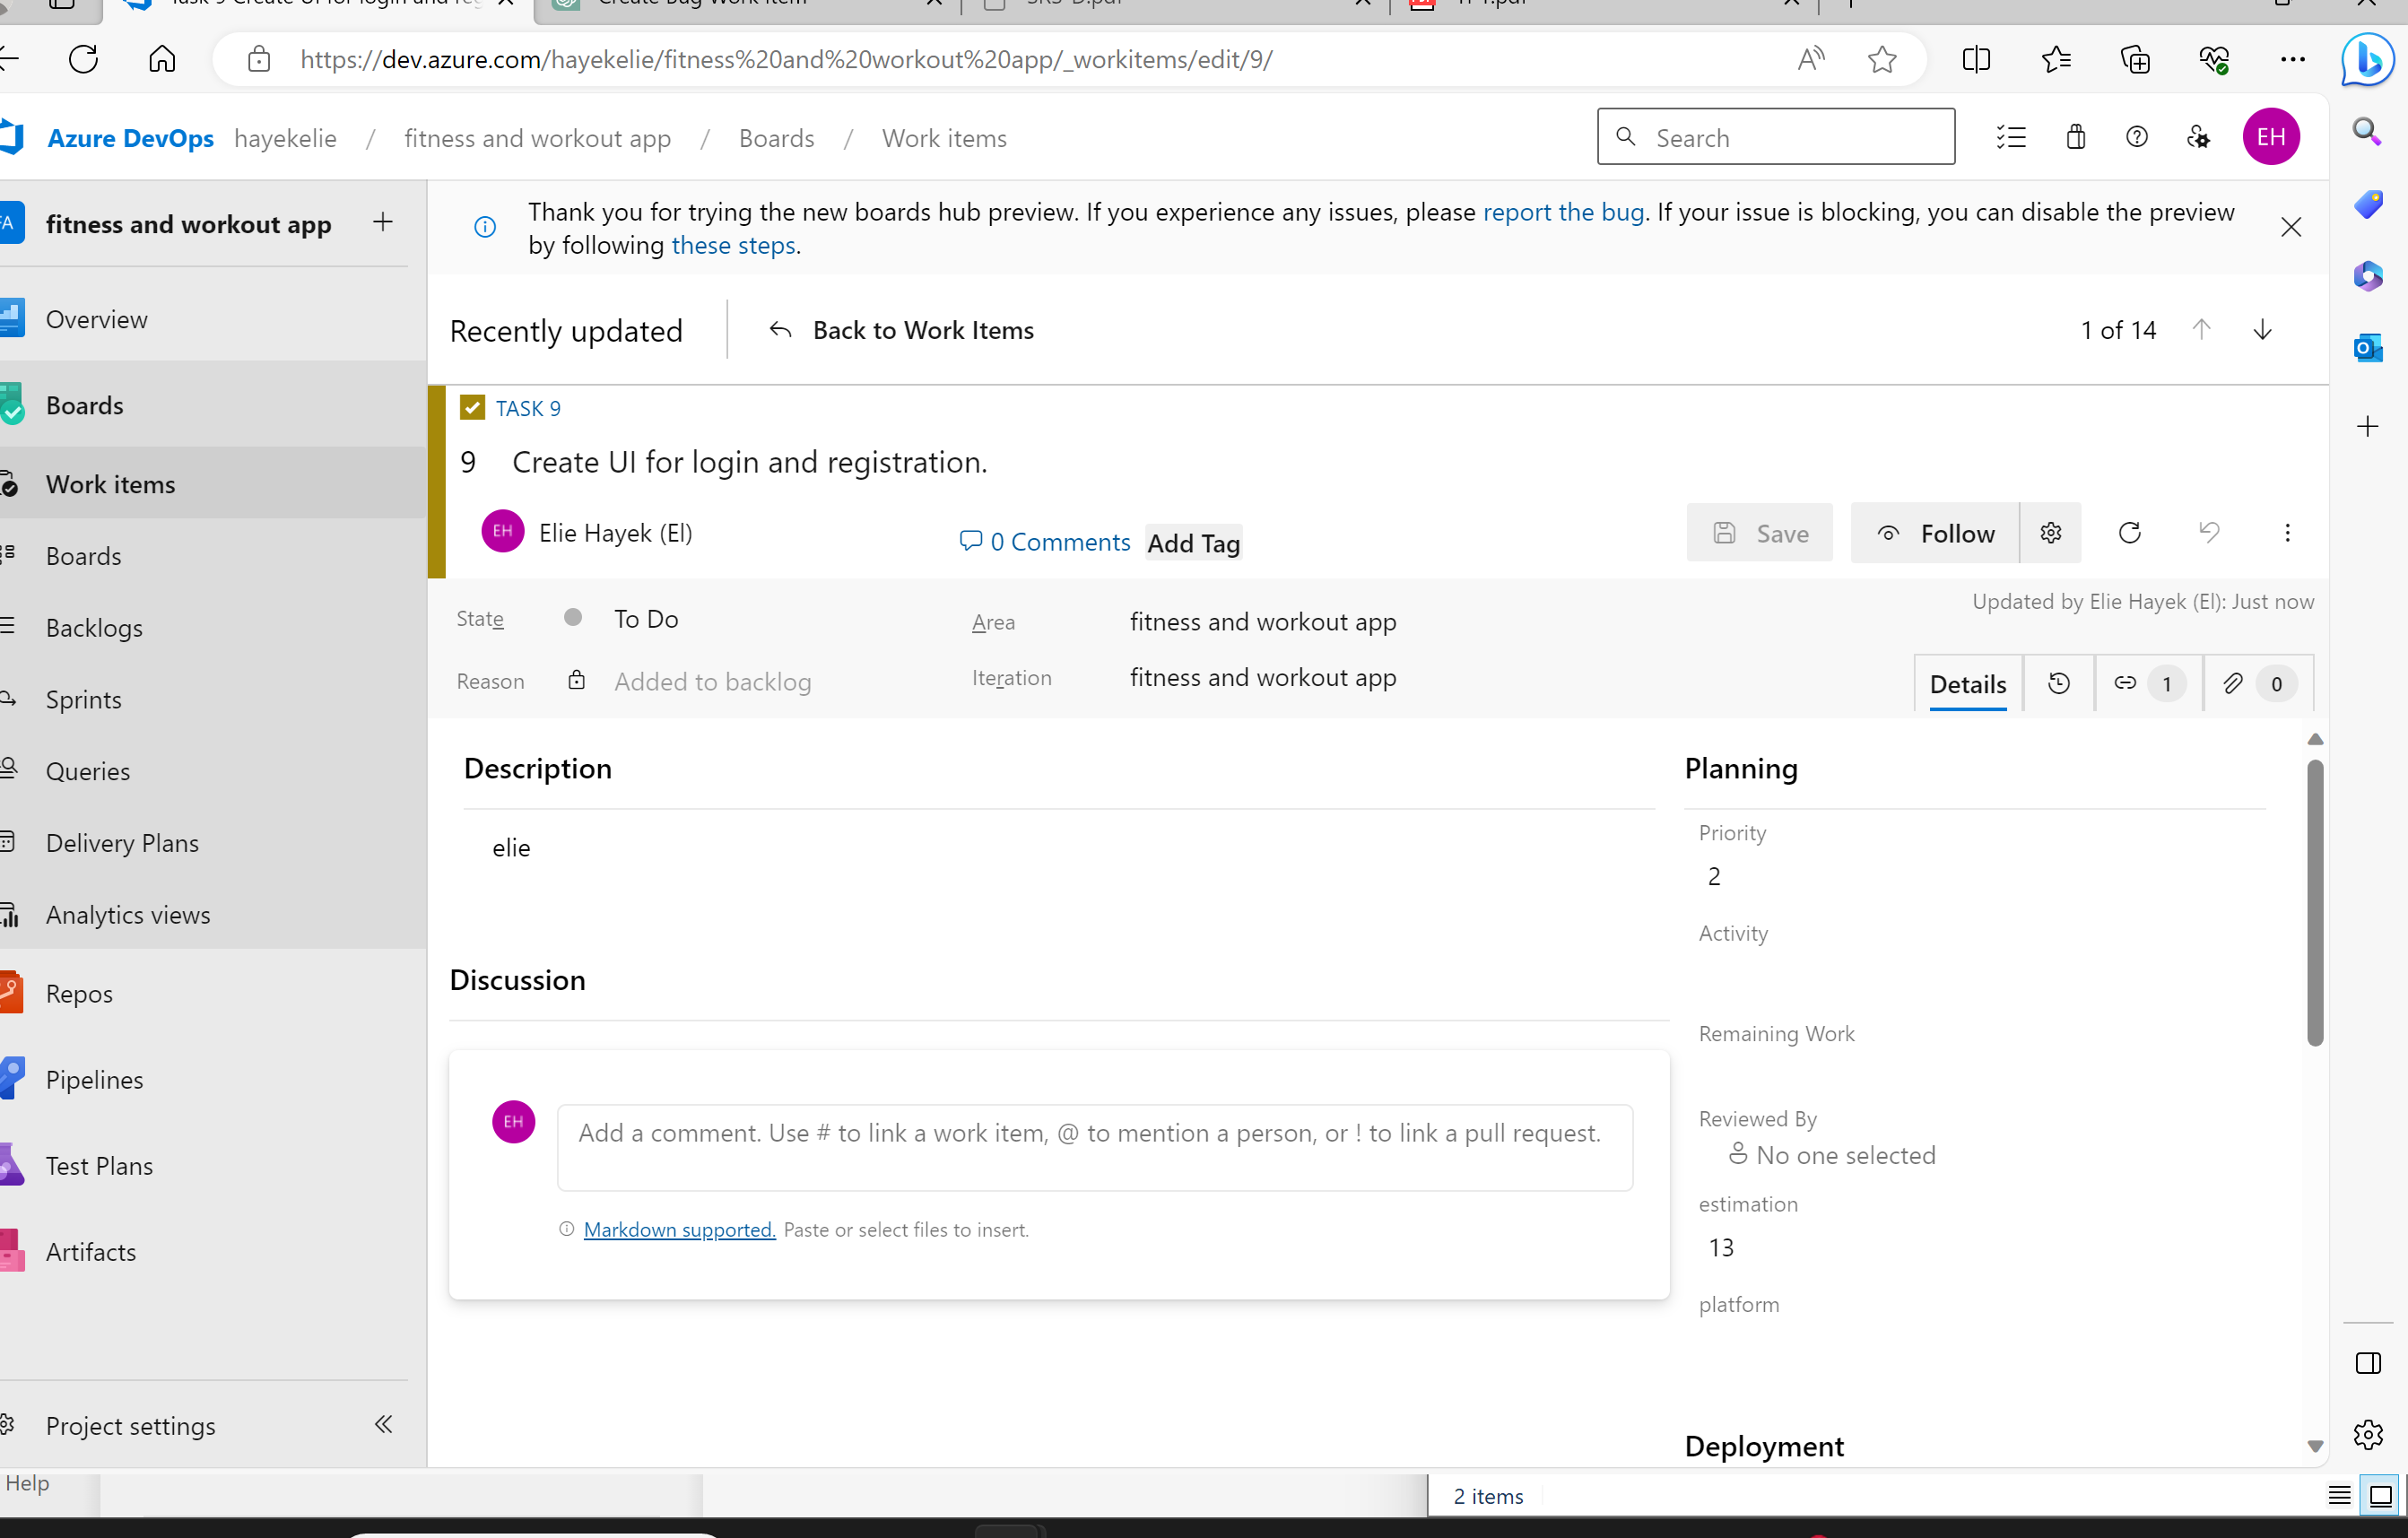 https://dev.azure.com/hayekelie/fitness%20and%20workout%20app/_workitems/edit/9/
Azure DevOps hayekelie / fitness and workout app / Boards / Work items
Search
EH
fitness and workout app
Thank you for trying the new boards hub preview. If you experience any issues, please report the bug. If your issue is blocking, you can disable the preview
by following these steps.
Overview
Boards
Work items
Boards
Backlogs
Sprints
Queries
Delivery Plans
Analytics views
Repos
Pipelines
Test Plans
Artifacts
Project settings
Recently updated
Back to Work Items
1 of 14
TASK 9
9 Create UI for login and registration.
EH Elie Hayek (El)
0 Comments
Add Tag
Save
Follow
State To Do
Area fitness and workout app
Updated by Elie Hayek (El): Just now
Reason Added to backlog
Iteration fitness and workout app
Details
1
0
Description
elie
Discussion
EH
Add a comment. Use # to link a work item, @ to mention a person, or ! to link a pull request.
Markdown supported. Paste or select files to insert.
Planning
Priority
2
Activity
Remaining Work
Reviewed By
No one selected
estimation
13
platform
Deployment
Help
2 items